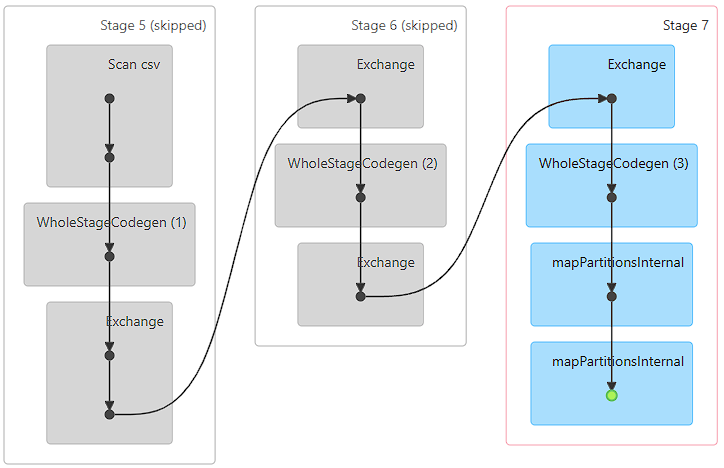 Stage 5 (skipped)
Scan csv
WholeStageCodegen (1)
Exchange
Stage 6 (skipped)
Exchange
WholeStageCodegen (2)
Exchange
Stage 7
Exchange
WholeStageCodegen (3)
mapPartitionsInternal
mapPartitionsInternal